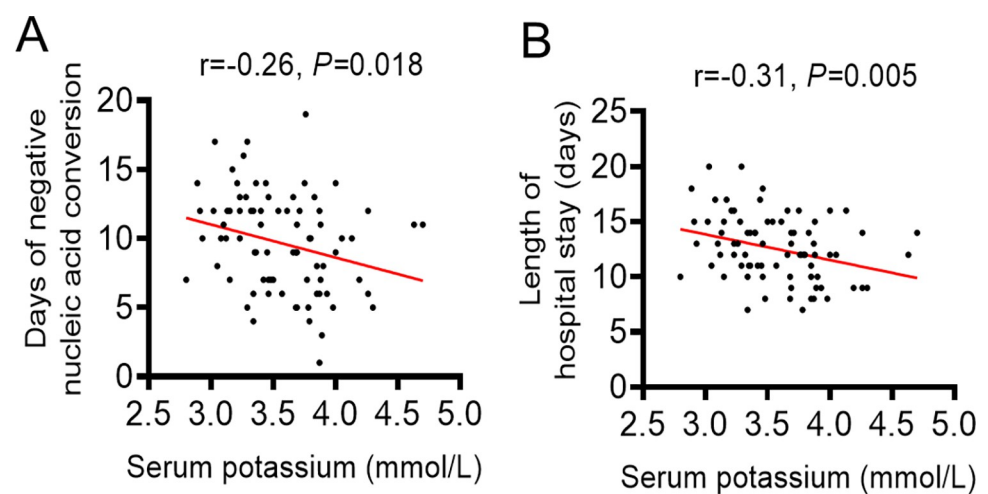 A
r=-0.26, P=0.018
Days of negative
nucleic acid conversion
20
15
10
5
0
2.5 3.0 3.5 4.0 4.5 5.0
Serum potassium (mmol/L)
B
r=-0.31, P=0.005
Length of
hospital stay (days)
25
20
15
10
5
0
2.5 3.0 3.5 4.0 4.5 5.0
Serum potassium (mmol/L)